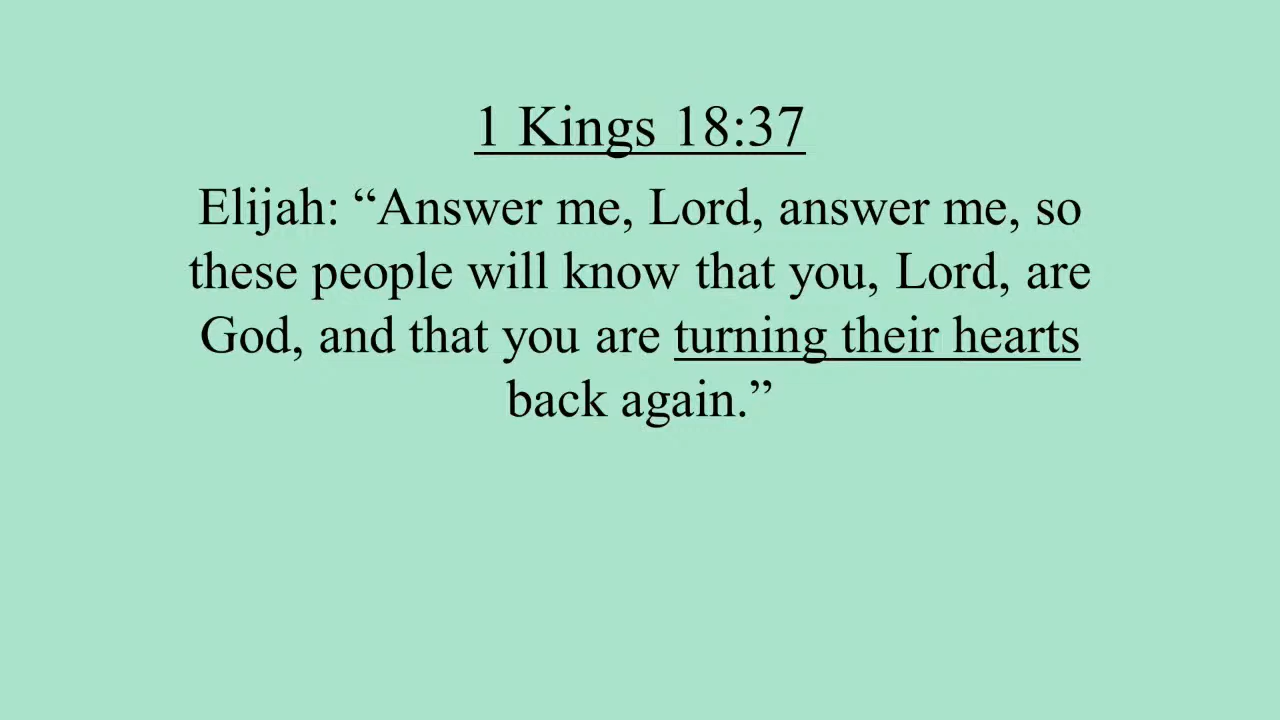 1 Kings 18:37
Elijah: “Answer me, Lord, answer me, so
these people will know that you, Lord, are
God, and that you are turning their hearts
back again.”